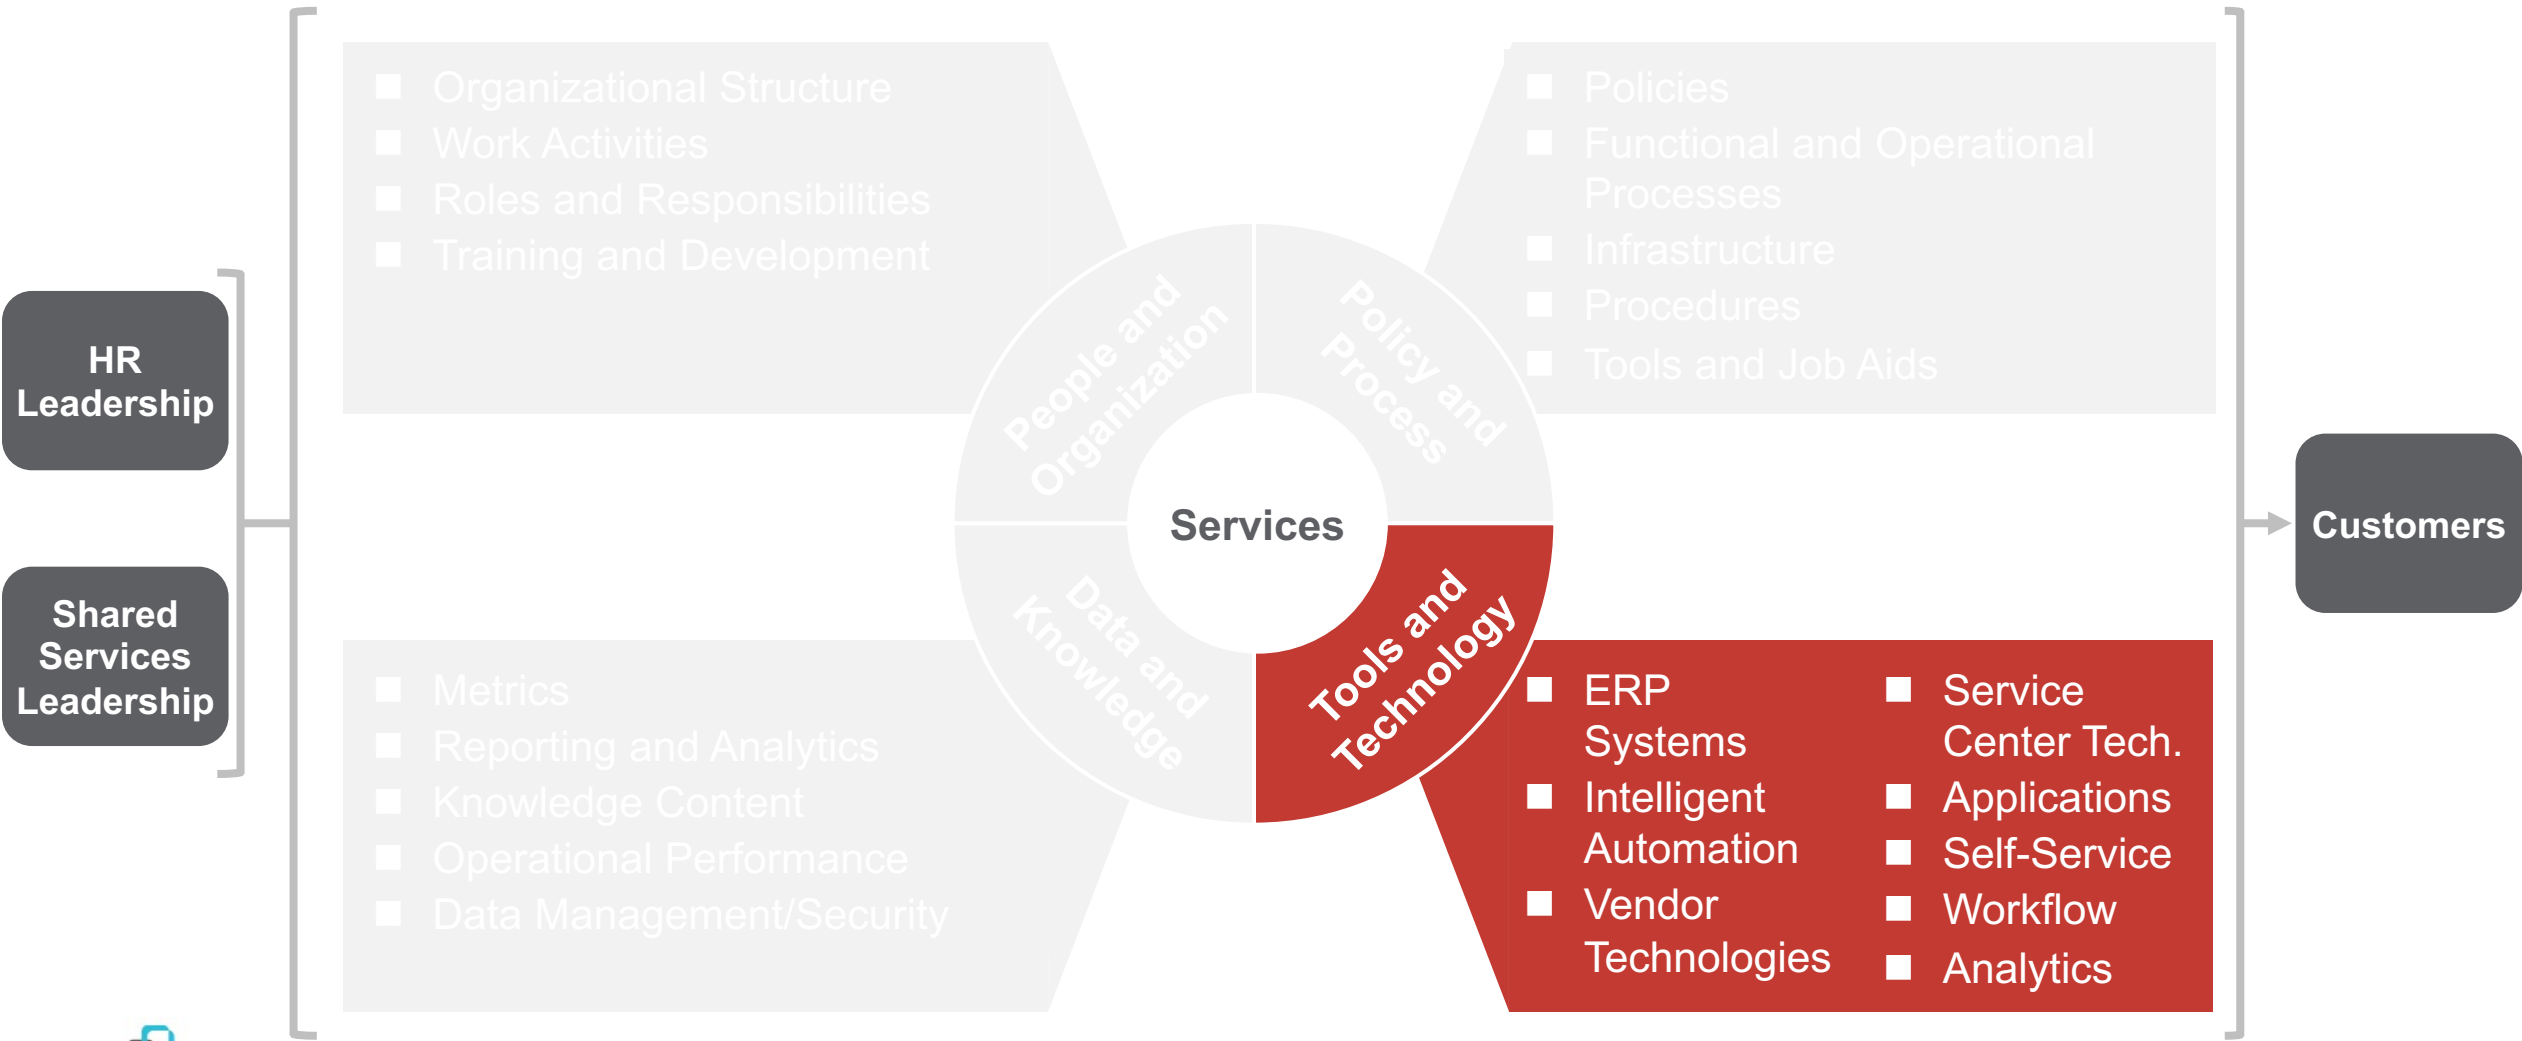 HR
Leadership
Shared
Services
Leadership
Organizational Structure
Work Activities
Roles and Responsibilities
Training and Development
Policies
Functional and Operational
Processes
Infrastructure
Procedures
Tools and Job Aids
People and
Organization
Policy and
Process
Services
Data and
Knowledge
Tools and
Technology
Metrics
Reporting and Analytics
Knowledge Content
Operational Performance
Data Management/Security
ERP
Systems
Intelligent
Automation
Vendor
Technologies
Service
Center Tech.
Applications
Self-Service
Workflow
Analytics
Customers